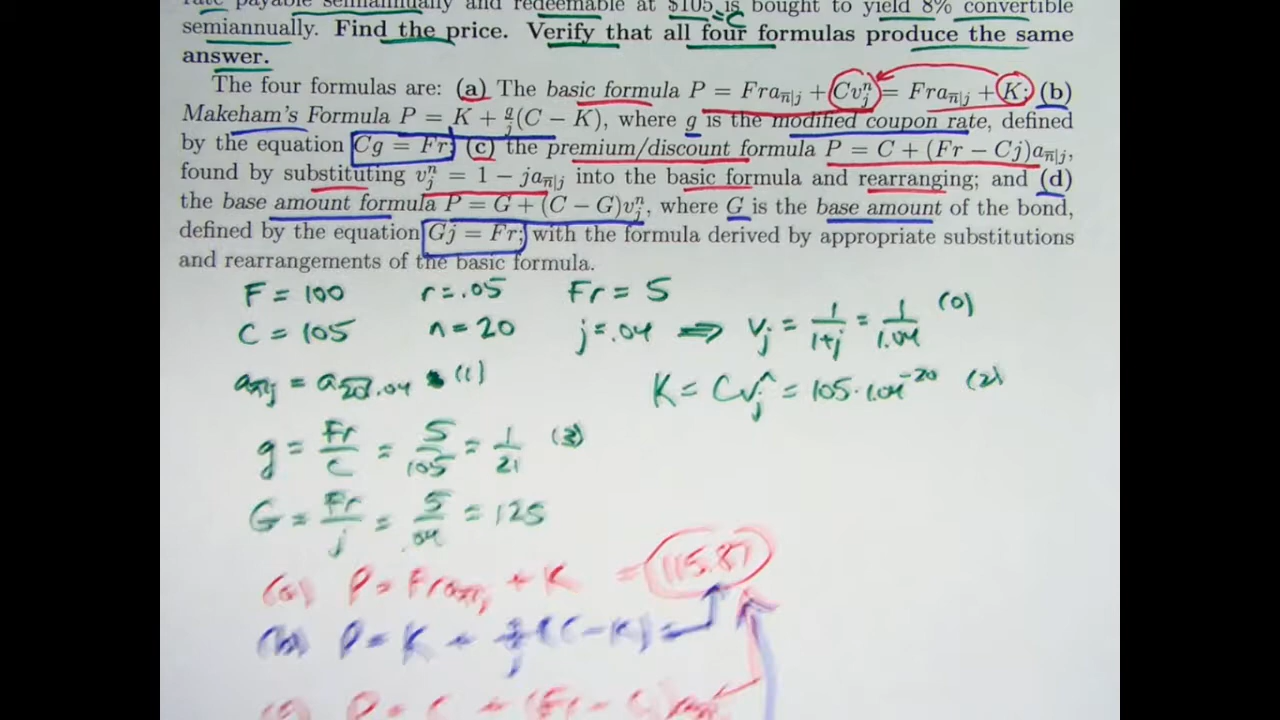 rate payable semiannually and redeemable at $105 is bought to yield 8% convertible
=C
semiannually. Find the price. Verify that all four formulas produce the same
answer.
The four formulas are: (a) The basic formula P = Fra_{n̅|j} + Cv_j^n = Fra_{n̅|j} + K; (b)
Makeham's Formula P = K + g/j(C − K), where g is the modified coupon rate, defined
by the equation Cg = Fr; (c) the premium/discount formula P = C + (Fr − Cj)a_{n̅|j},
found by substituting v_j^n = 1 − ja_{n̅|j} into the basic formula and rearranging; and (d)
the base amount formula P = G + (C − G)v_j^n, where G is the base amount of the bond,
defined by the equation Gj = Fr; with the formula derived by appropriate substitutions
and rearrangements of the basic formula.
F = 100 r = .05 Fr = 5
C = 105 n = 20 j = .04 ⇒ v_j = 1/(1+j) = 1/1.04 (0)
a_{n̅|j} = a_{20|.04} (1) K = Cv_j^n = 105·1.04^{-20} (2)
g = Fr/C = 5/105 = 1/21 (3)
G = Fr/j = 5/.04 = 125
(a) P = Fra_{n̅|j} + K = 115.87
(b) P = K + g/j (C − K) =
(c) P = C + (Fr − C